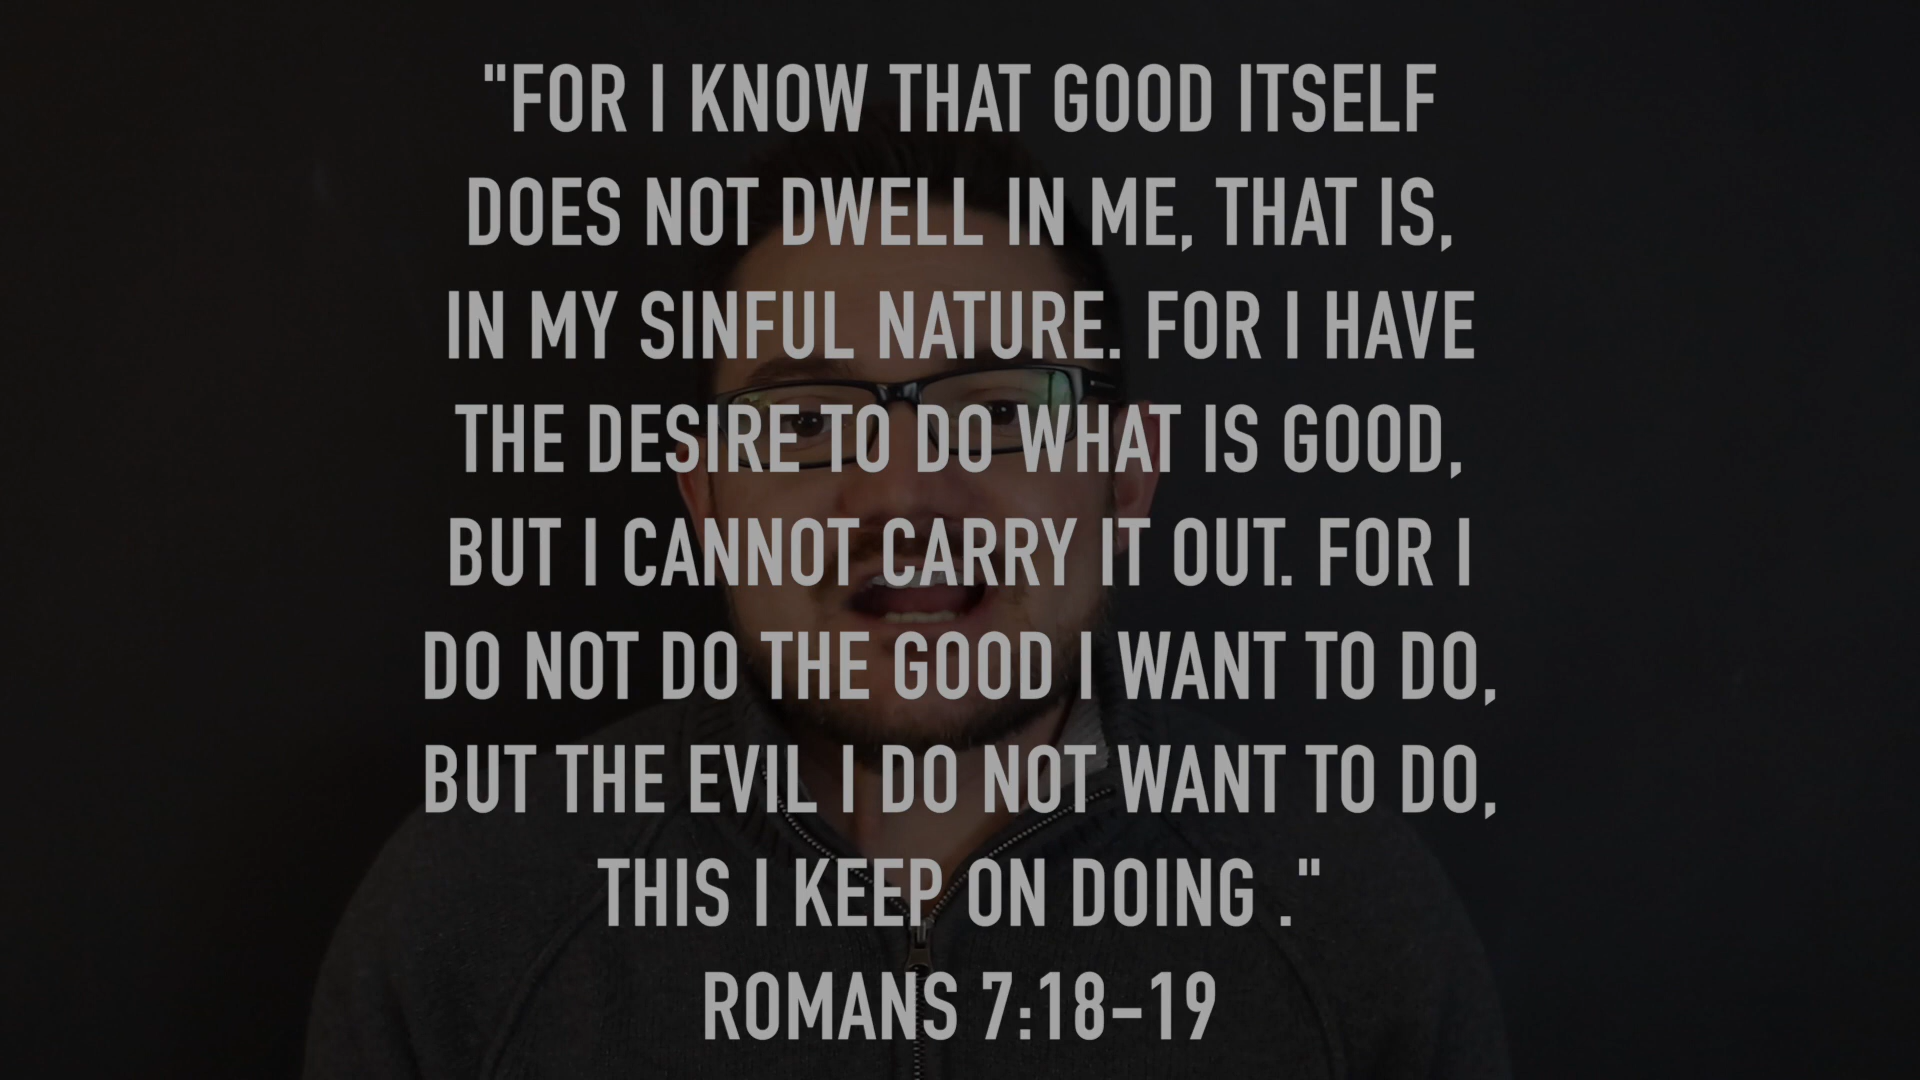 "FOR I KNOW THAT GOOD ITSELF
DOES NOT DWELL IN ME, THAT IS,
IN MY SINFUL NATURE. FOR I HAVE
THE DESIRE TO DO WHAT IS GOOD,
BUT I CANNOT CARRY IT OUT. FOR I
DO NOT DO THE GOOD I WANT TO DO,
BUT THE EVIL I DO NOT WANT TO DO,
THIS I KEEP ON DOING ."
ROMANS 7:18-19